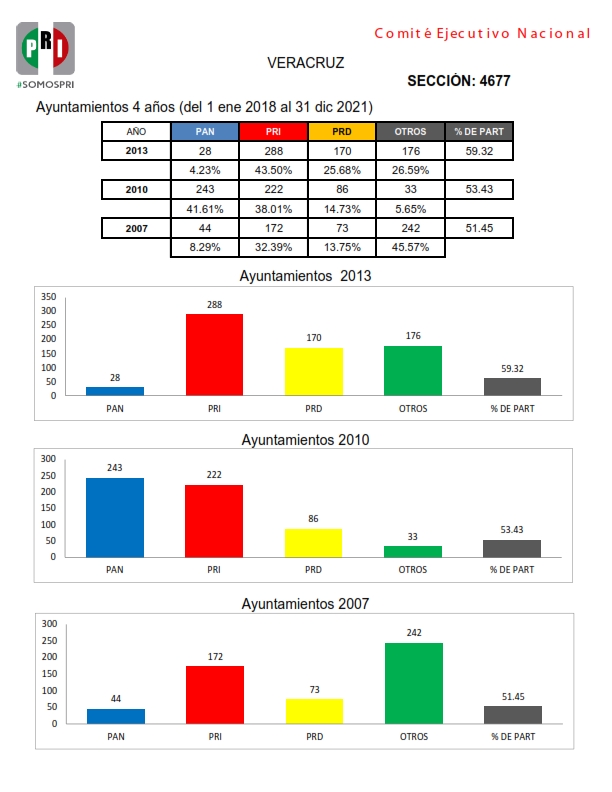 Comité Ejecutivo Nacional
PRI
#SOMOSPRI
VERACRUZ
SECCIÓN: 4677
Ayuntamientos 4 años (del 1 ene 2018 al 31 dic 2021)
AÑO PAN PRI PRD OTROS % DE PART
2013 28 288 170 176 59.32
4.23% 43.50% 25.68% 26.59%
2010 243 222 86 33 53.43
41.61% 38.01% 14.73% 5.65%
2007 44 172 73 242 51.45
8.29% 32.39% 13.75% 45.57%
Ayuntamientos 2013
350
300
250
200
150
100
50
0
28 288 170 176 59.32
PAN PRI PRD OTROS % DE PART
Ayuntamientos 2010
300
250
200
150
100
50
0
243 222 86 33 53.43
PAN PRI PRD OTROS % DE PART
Ayuntamientos 2007
300
250
200
150
100
50
0
44 172 73 242 51.45
PAN PRI PRD OTROS % DE PART